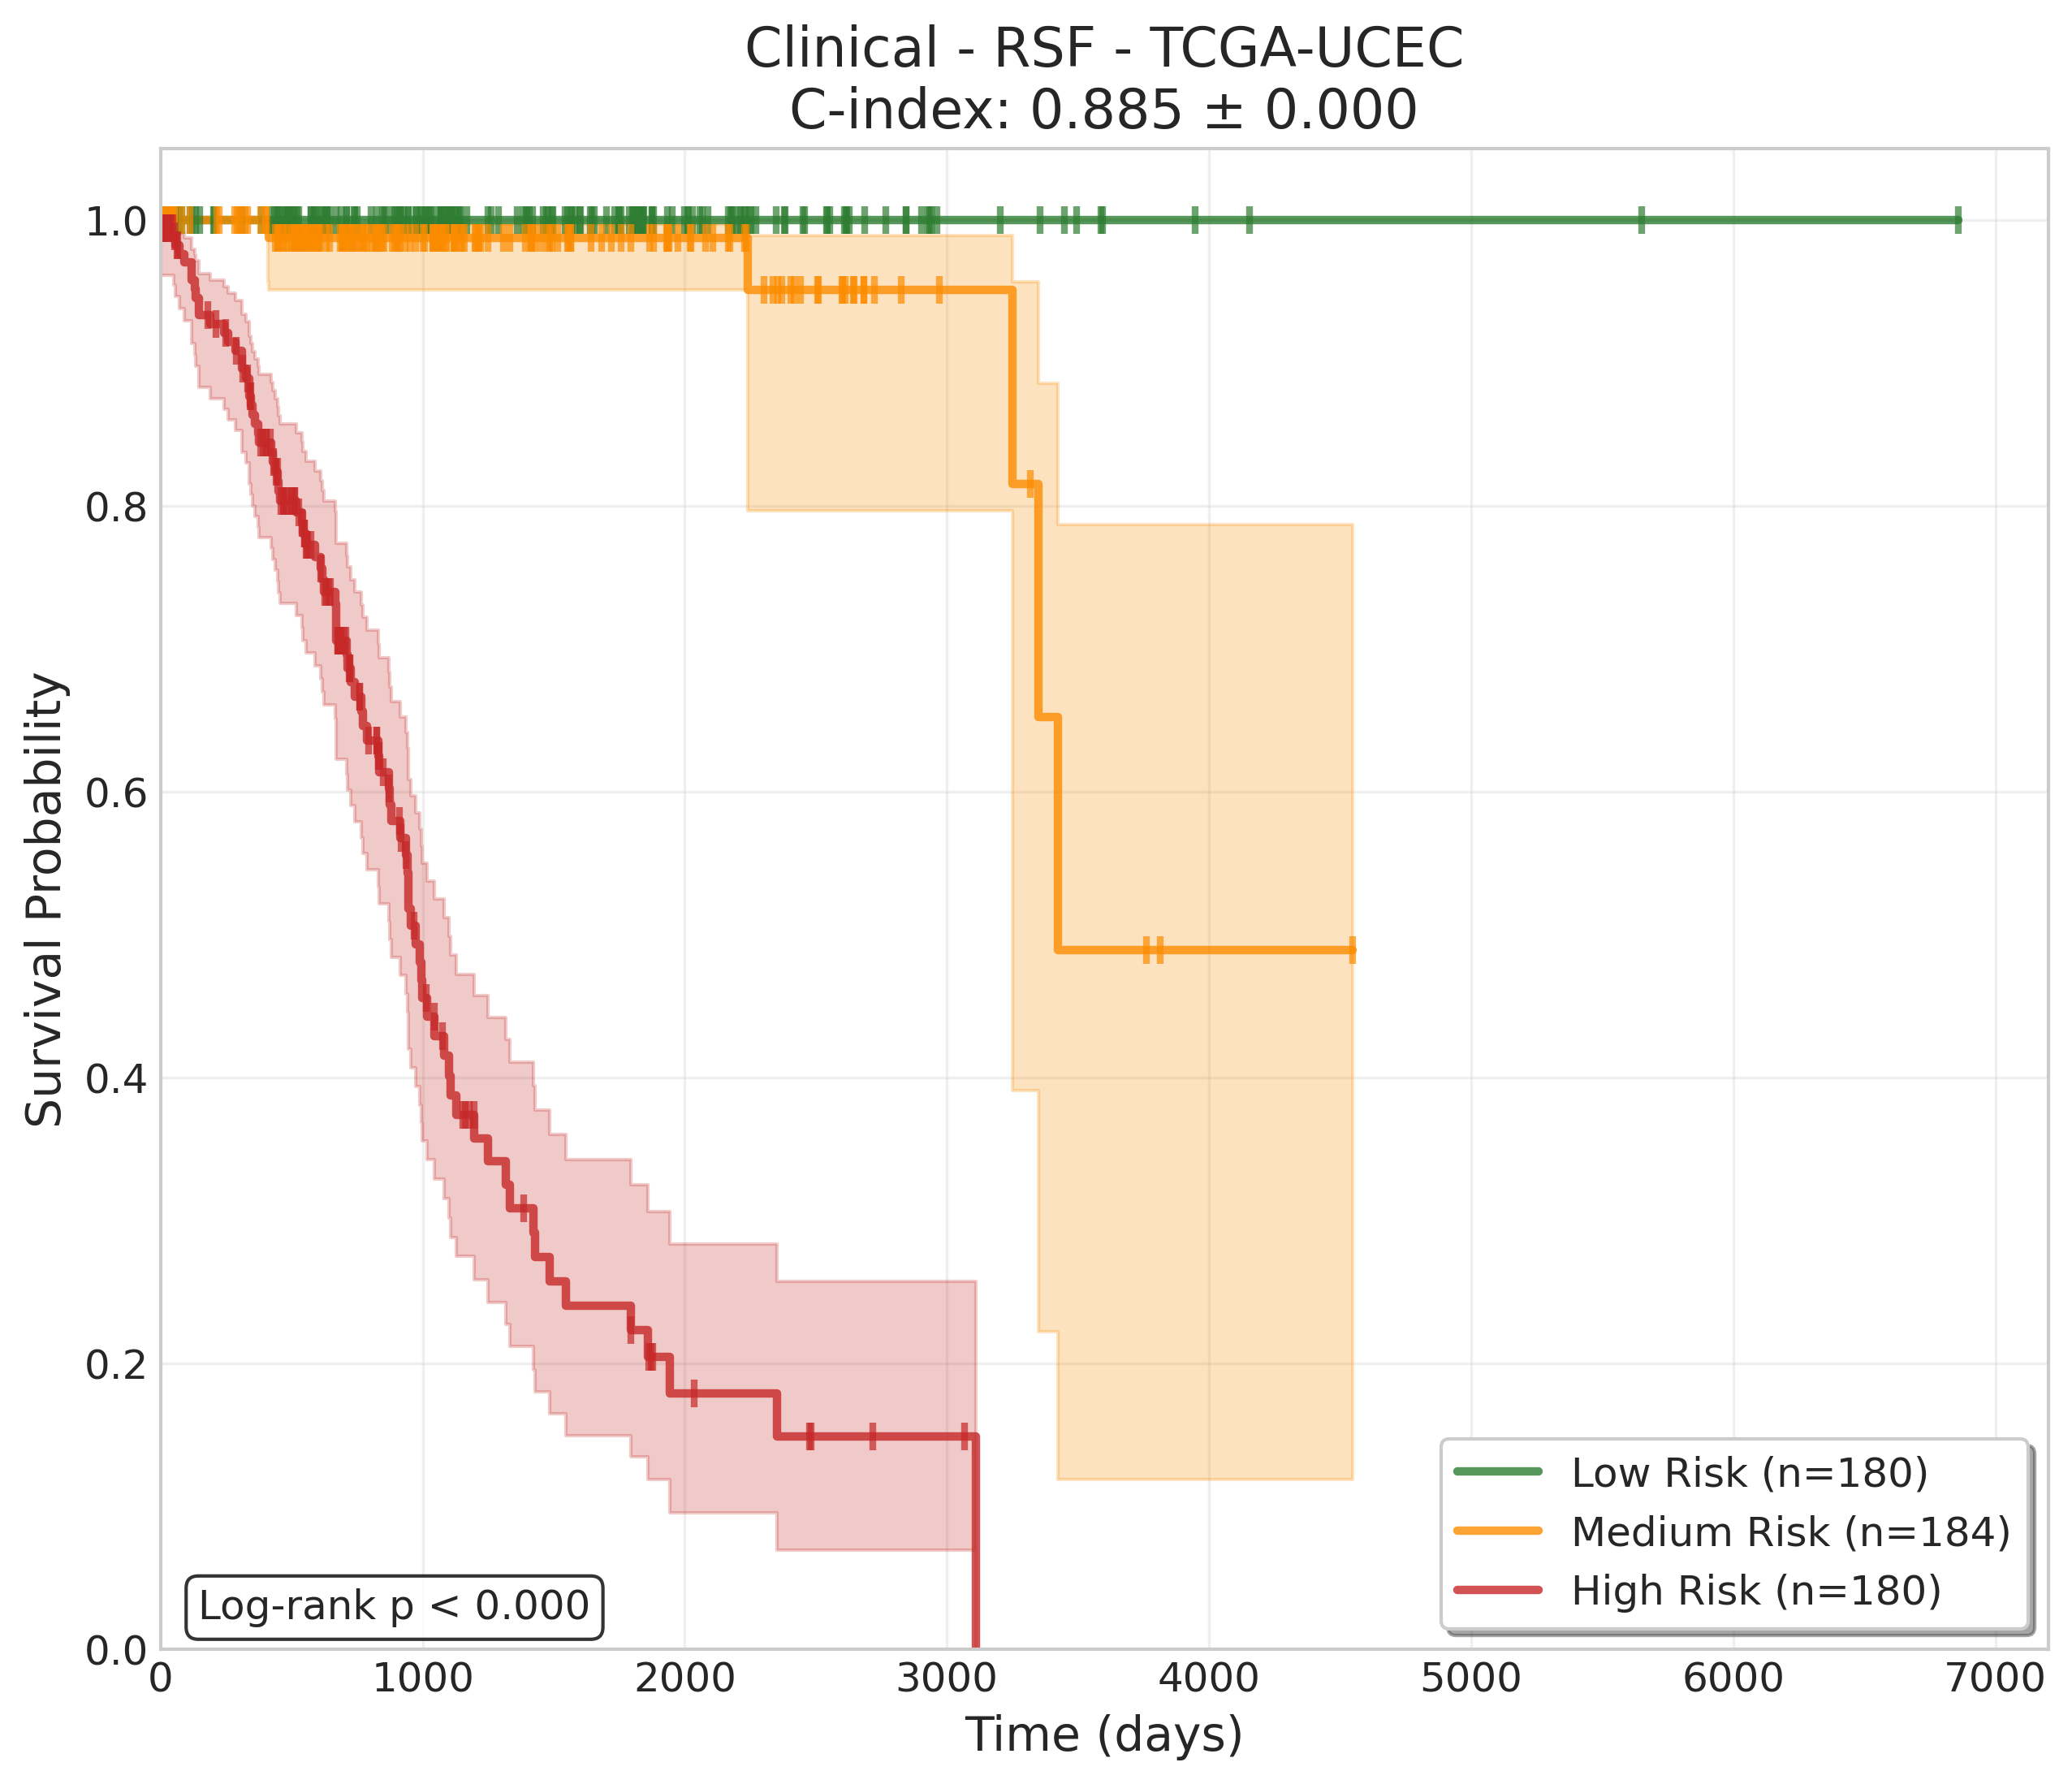 Clinical - RSF - TCGA-UCEC
C-index: 0.885 ± 0.000
Survival Probability
1.0
0.8
0.6
0.4
0.2
0.0
Log-rank p < 0.000
Low Risk (n=180)
Medium Risk (n=184)
High Risk (n=180)
0 1000 2000 3000 4000 5000 6000 7000
Time (days)